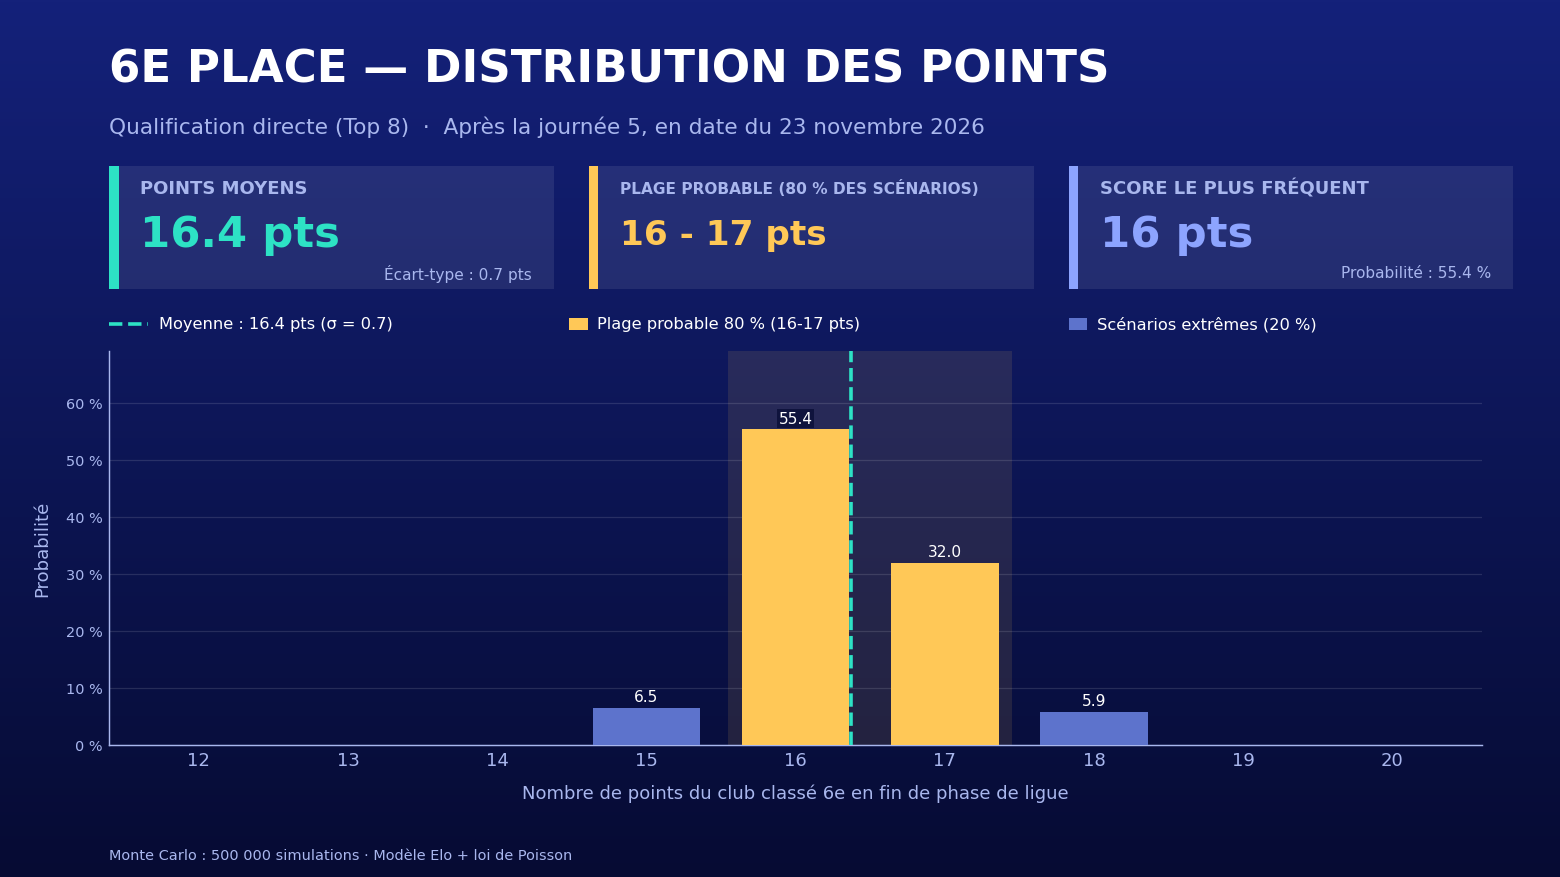 6E PLACE — DISTRIBUTION DES POINTS
Qualification directe (Top 8) · Après la journée 5, en date du 23 novembre 2026
POINTS MOYENS
16.4 pts
Écart-type : 0.7 pts
PLAGE PROBABLE (80 % DES SCÉNARIOS)
16 - 17 pts
SCORE LE PLUS FRÉQUENT
16 pts
Probabilité : 55.4 %
Moyenne : 16.4 pts (σ = 0.7)
Plage probable 80 % (16-17 pts)
Scénarios extrêmes (20 %)
Probabilité
60 %
50 %
40 %
30 %
20 %
10 %
0 %
6.5
55.4
32.0
5.9
12
13
14
15
16
17
18
19
20
Nombre de points du club classé 6e en fin de phase de ligue
Monte Carlo : 500 000 simulations · Modèle Elo + loi de Poisson